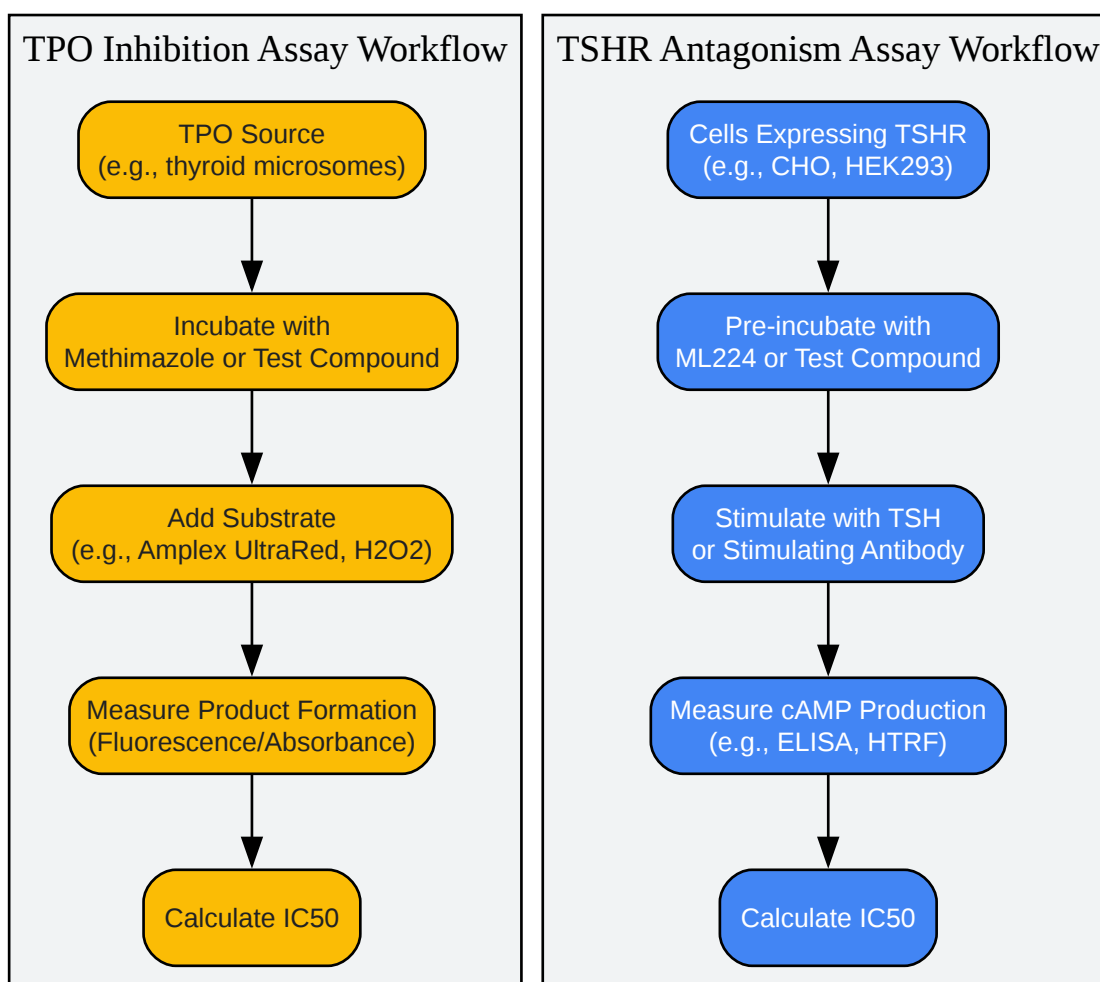 TPO Inhibition Assay Workflow
TPO Source
(e.g., thyroid microsomes)
Incubate with
Methimazole or Test Compound
Add Substrate
(e.g., Amplex UltraRed, H2O2)
Measure Product Formation
(Fluorescence/Absorbance)
Calculate IC50
TSHR Antagonism Assay Workflow
Cells Expressing TSHR
(e.g., CHO, HEK293)
Pre-incubate with
ML224 or Test Compound
Stimulate with TSH
or Stimulating Antibody
Measure cAMP Production
(e.g., ELISA, HTRF)
Calculate IC50